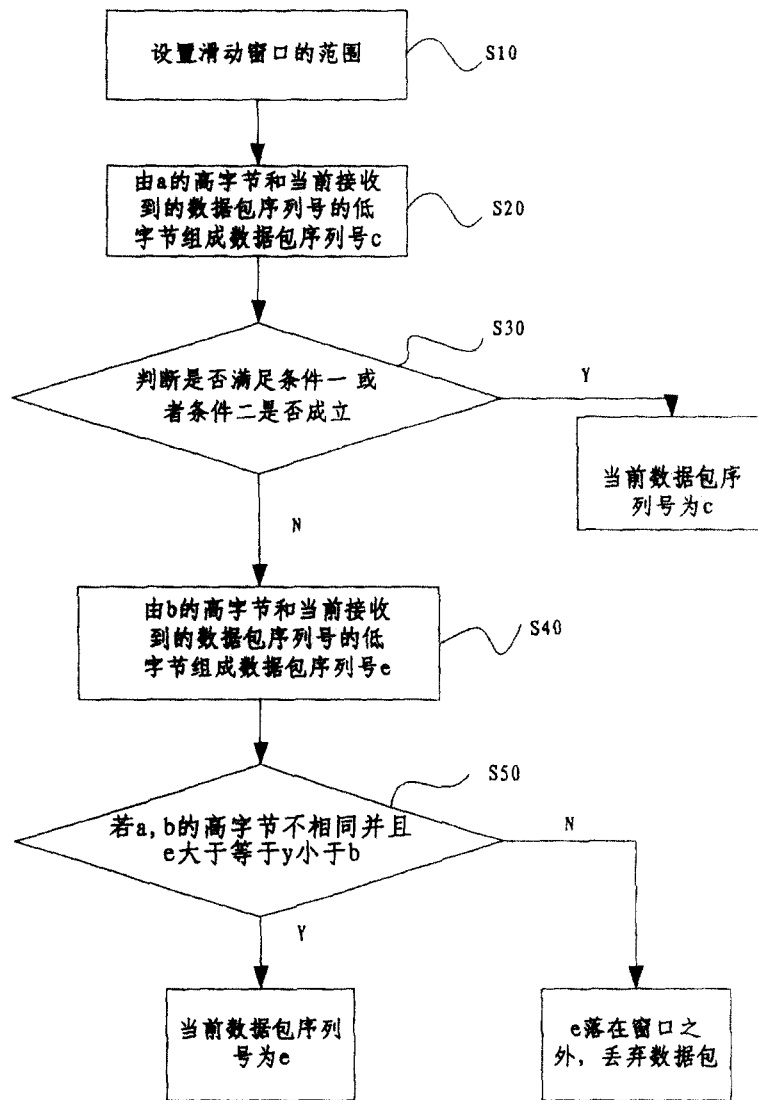 设置滑动窗口的范围
S10
由a的高字节和当前接收
到的数据包序列号的低
字节组成数据包序列号c
S20
S30
判断是否满足条件一 或
者条件二是否成立
Y
当前数据包序
列号为c
N
由b的高字节和当前接收
到的数据包序列号的低
字节组成数据包序列号e
S40
S50
若a,b的高字节不相同并且
e大于等于y小于b
N
Y
当前数据包序列
号为e
e落在窗口之
外，丢弃数据包